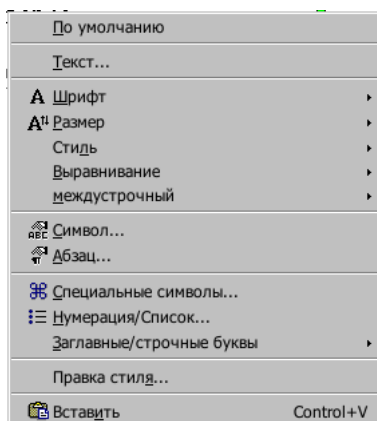 По умолчанию
Текст...
Шрифт
Размер
Стиль
Выравнивание
междустрочный
Символ...
Абзац...
Специальные символы...
Нумерация/Список...
Заглавные/строчные буквы
Правка стиля...
Вставить Control+V